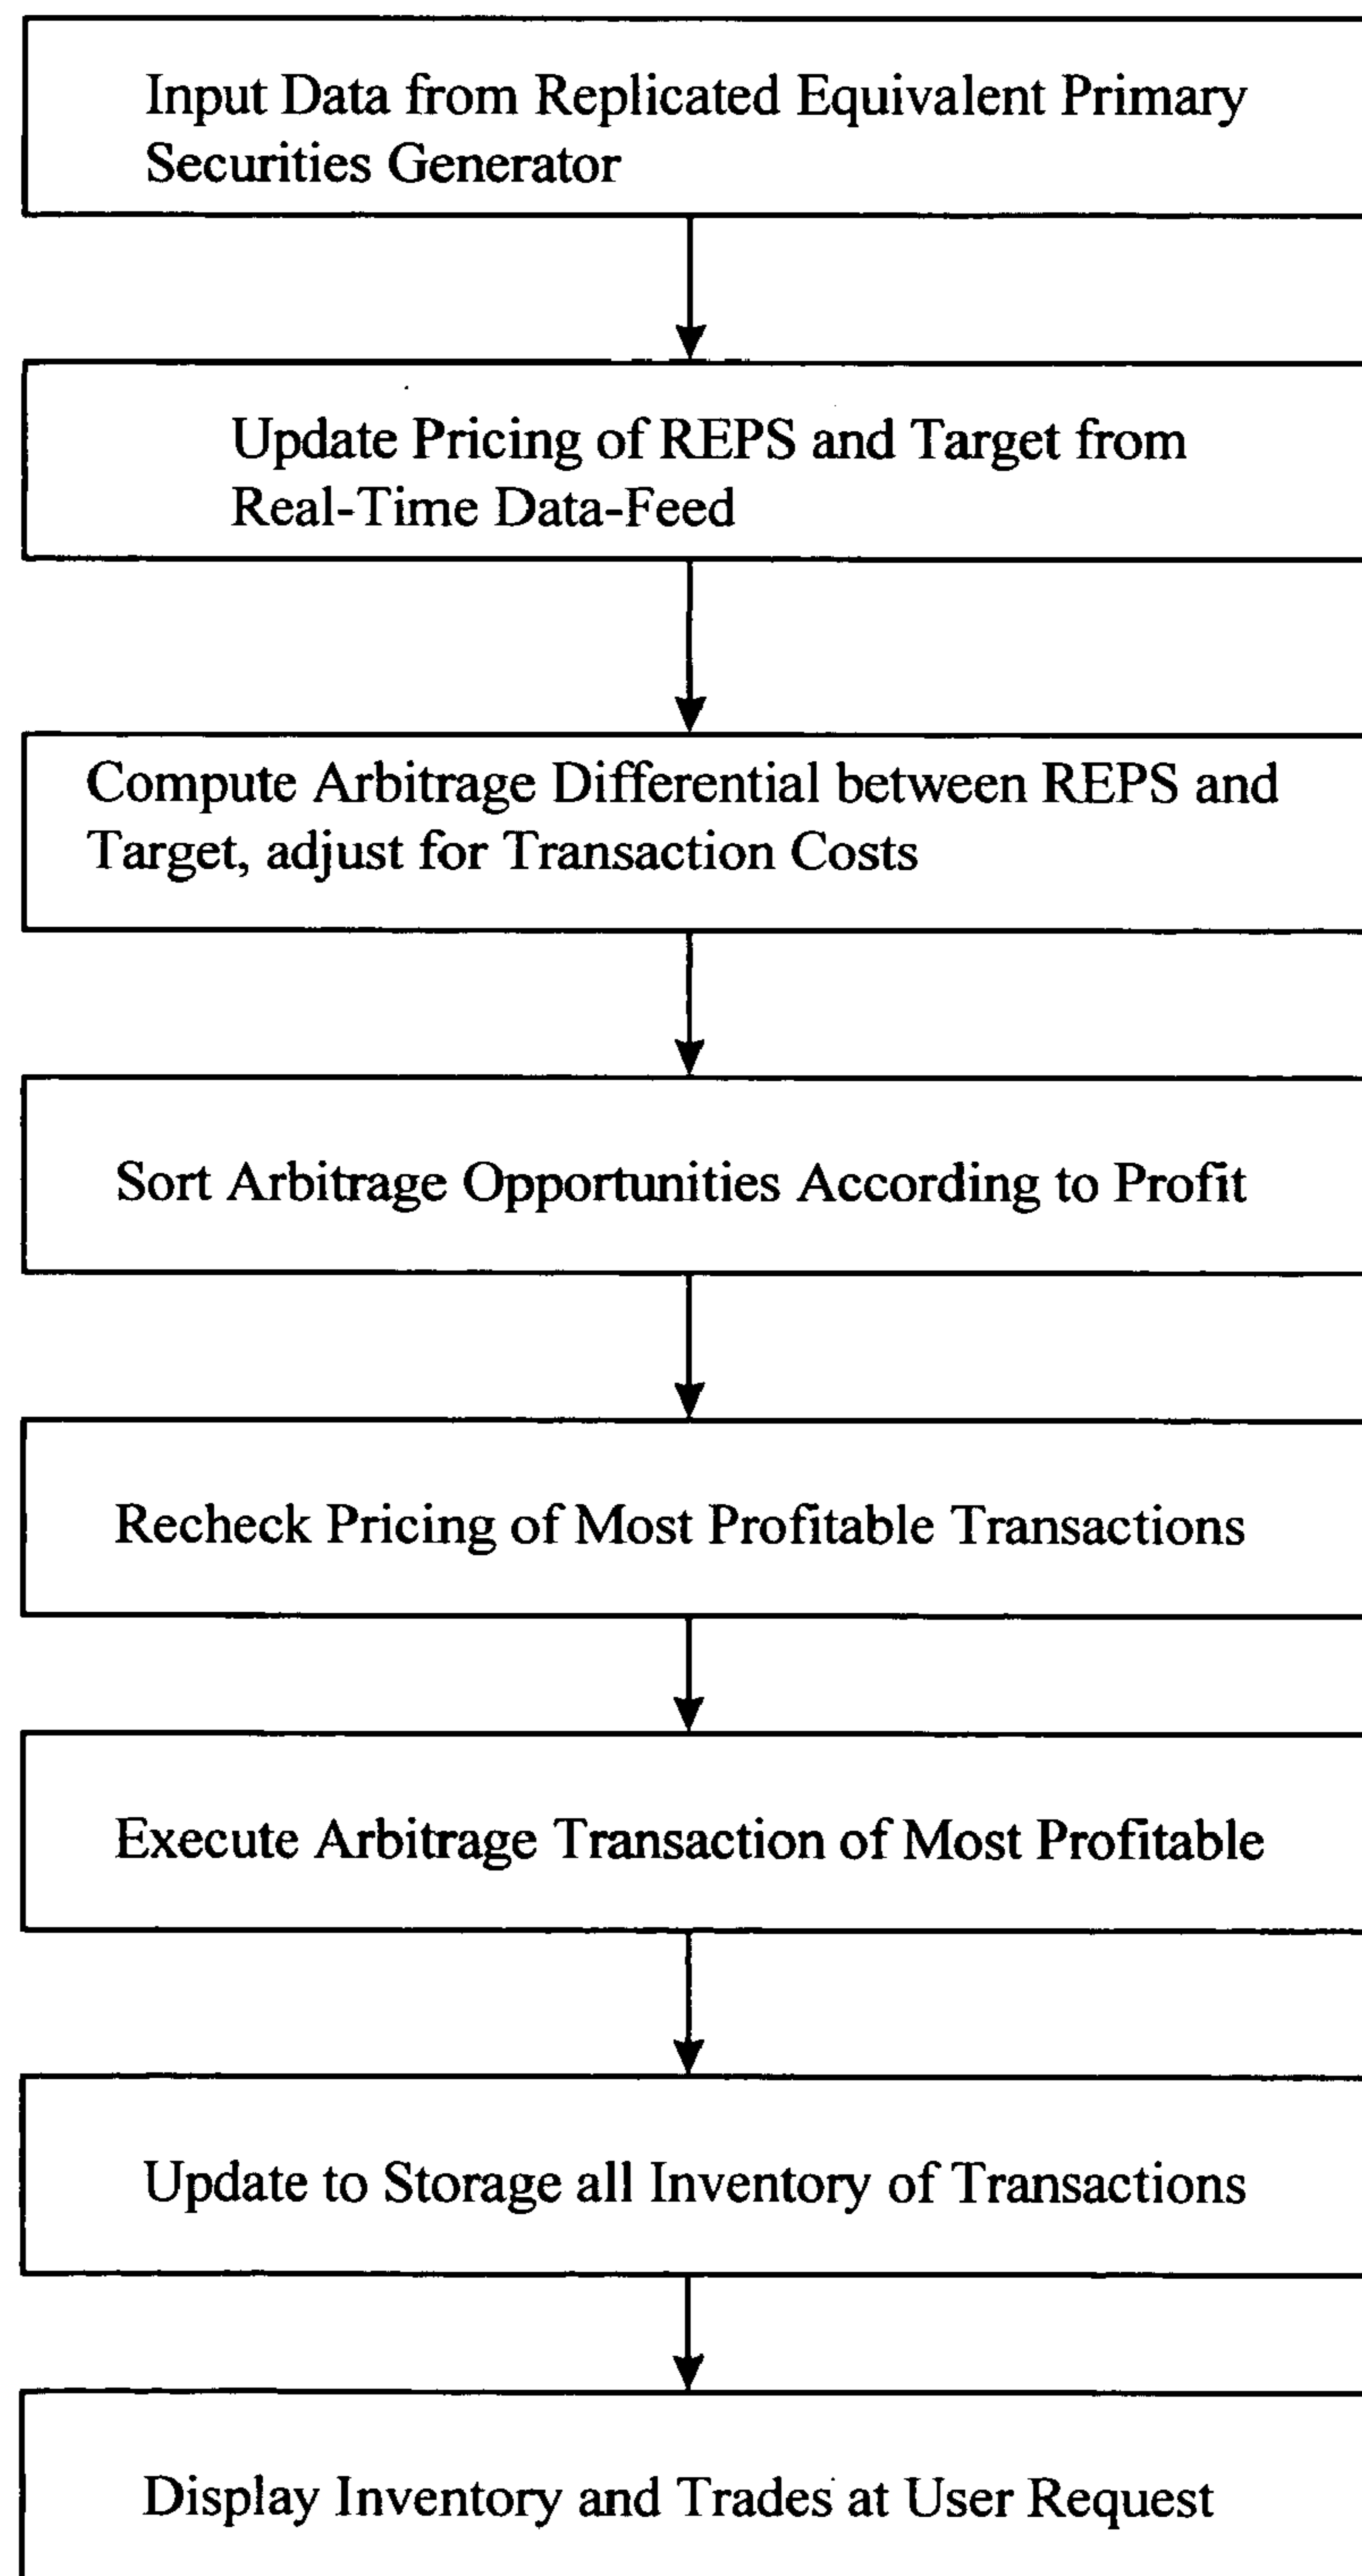 Input Data from Replicated Equivalent Primary
Securities Generator
Update Pricing of REPS and Target from
Real-Time Data-Feed
Compute Arbitrage Differential between REPS and
Target, adjust for Transaction Costs
Sort Arbitrage Opportunities According to Profit
Recheck Pricing of Most Profitable Transactions
Execute Arbitrage Transaction of Most Profitable
Update to Storage all Inventory of Transactions
Display Inventory and Trades at User Request